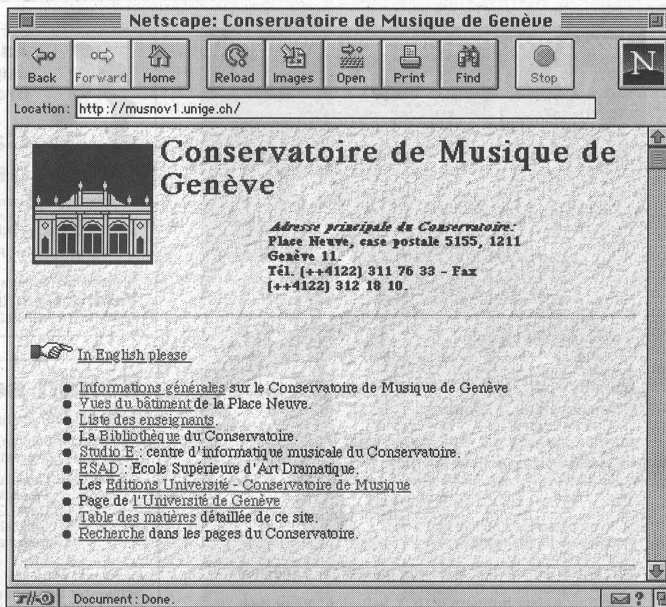 Netscape: Conservatoire de Musique de Genève
Back Forward Home Reload Images Open Print Find Stop N
Location: http://musnov1.unige.ch/
Conservatoire de Musique de
Genève
Adresse principale du Conservatoire:
Place Neuve, case postale 5155, 1211
Genève 11.
Tél. (++4122) 311 76 33 - Fax
(++4122) 312 18 10.
In English please
Informations générales sur le Conservatoire de Musique de Genève
Vues du bâtiment de la Place Neuve.
Liste des enseignants.
La Bibliothèque du Conservatoire.
Studio E : centre d'informatique musicale du Conservatoire.
ESAD : Ecole Supérieure d'Art Dramatique.
Les Editions Université - Conservatoire de Musique
Page de l'Université de Genève
Table des matières détaillée de ce site.
Recherche dans les pages du Conservatoire.
Document: Done. ?